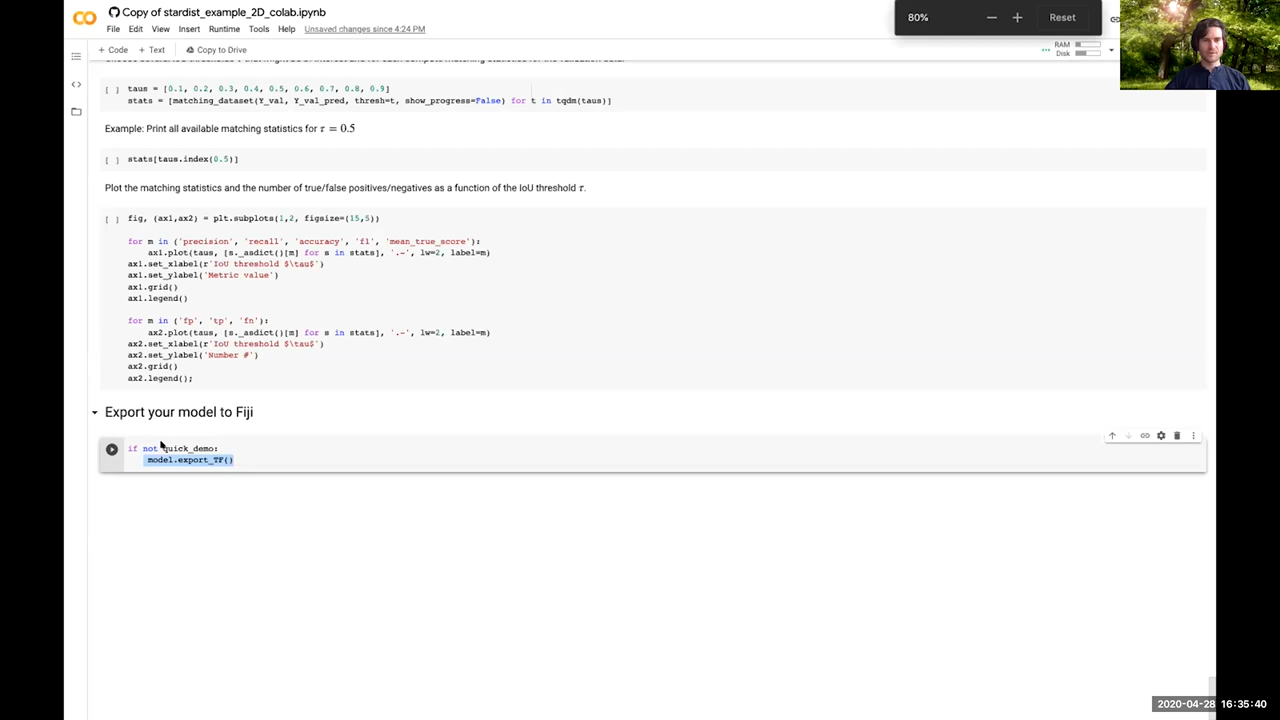 Copy of stardist_example_2D_colab.ipynb
80%
Reset
File Edit View Insert Runtime Tools Help Unsaved changes since 4:24 PM
+ Code + Text Copy to Drive
RAM
Disk
taus = [0.1, 0.2, 0.3, 0.4, 0.5, 0.6, 0.7, 0.8, 0.9]
stats = [matching_dataset(Y_val, Y_val_pred, thresh=t, show_progress=False) for t in tqdm(taus)]
Example: Print all available matching statistics for τ = 0.5
[ ] stats[taus.index(0.5)]
Plot the matching statistics and the number of true/false positives/negatives as a function of the IoU threshold τ.
[ ] fig, (ax1,ax2) = plt.subplots(1,2, figsize=(15,5))
for m in ('precision', 'recall', 'accuracy', 'f1', 'mean_true_score'):
ax1.plot(taus, [s._asdict()[m] for s in stats], '.-', lw=2, label=m)
ax1.set_xlabel(r'IoU threshold $\tau$')
ax1.set_ylabel('Metric value')
ax1.grid()
ax1.legend()
for m in ('fp', 'tp', 'fn'):
ax2.plot(taus, [s._asdict()[m] for s in stats], '.-', lw=2, label=m)
ax2.set_xlabel(r'IoU threshold $\tau$')
ax2.set_ylabel('Number #')
ax2.grid()
ax2.legend();
Export your model to Fiji
if not quick_demo:
model.export_TF()
2020-04-28 16:35:40